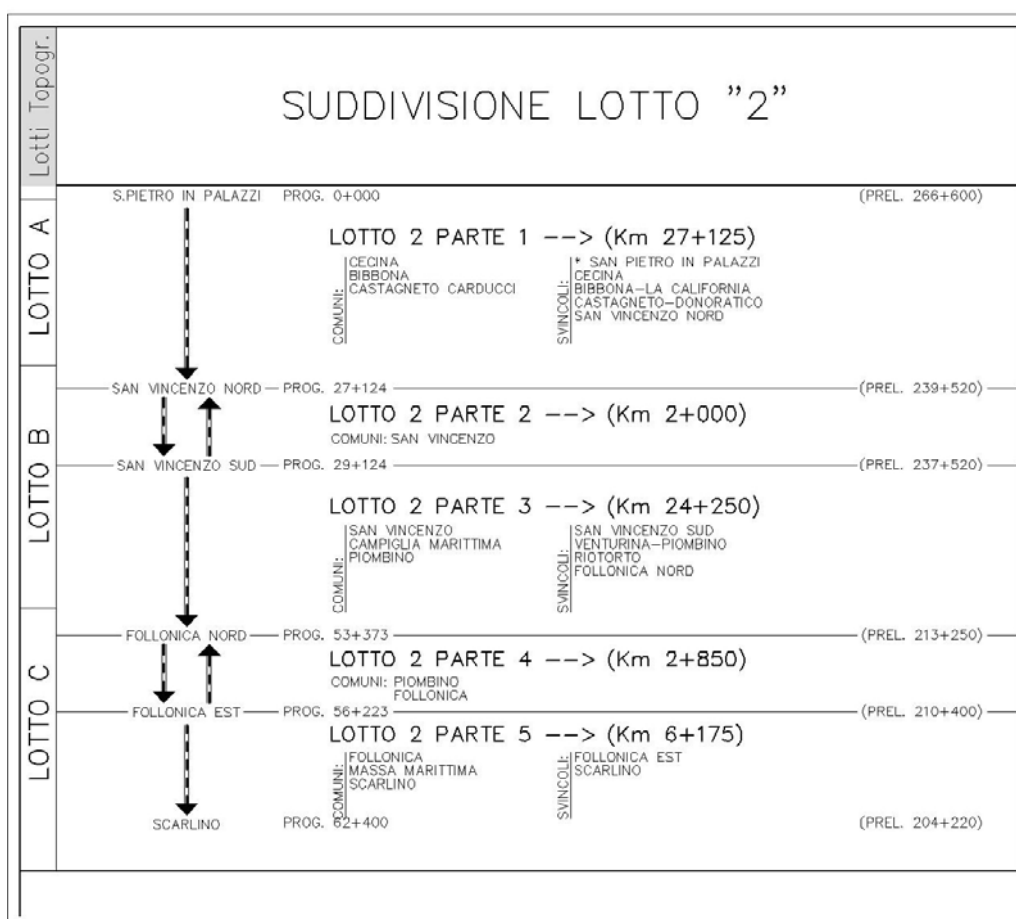 Lotti Topogr.
SUDDIVISIONE LOTTO "2"
S.PIETRO IN PALAZZI PROG. 0+000 (PREL. 266+600)
LOTTO A
LOTTO 2 PARTE 1 --> (Km 27+125)
COMUNI:
CECINA
BIBBONA
CASTAGNETO CARDUCCI
SVINCOLI:
* SAN PIETRO IN PALAZZI
CECINA
BIBBONA-LA CALIFORNIA
CASTAGNETO-DONORATICO
SAN VINCENZO NORD
SAN VINCENZO NORD PROG. 27+124 (PREL. 239+520)
LOTTO B
LOTTO 2 PARTE 2 --> (Km 2+000)
COMUNI: SAN VINCENZO
SAN VINCENZO SUD PROG. 29+124 (PREL. 237+520)
LOTTO 2 PARTE 3 --> (Km 24+250)
COMUNI:
SAN VINCENZO
CAMPIGLIA MARITTIMA
PIOMBINO
SVINCOLI:
SAN VINCENZO SUD
VENTURINA-PIOMBINO
RIOTORTO
FOLLONICA NORD
FOLLONICA NORD PROG. 53+373 (PREL. 213+250)
LOTTO C
LOTTO 2 PARTE 4 --> (Km 2+850)
COMUNI: PIOMBINO
FOLLONICA
FOLLONICA EST PROG. 56+223 (PREL. 210+400)
LOTTO 2 PARTE 5 --> (Km 6+175)
COMUNI:
FOLLONICA
MASSA MARITTIMA
SCARLINO
SVINCOLI:
FOLLONICA EST
SCARLINO
SCARLINO PROG. 62+400 (PREL. 204+220)